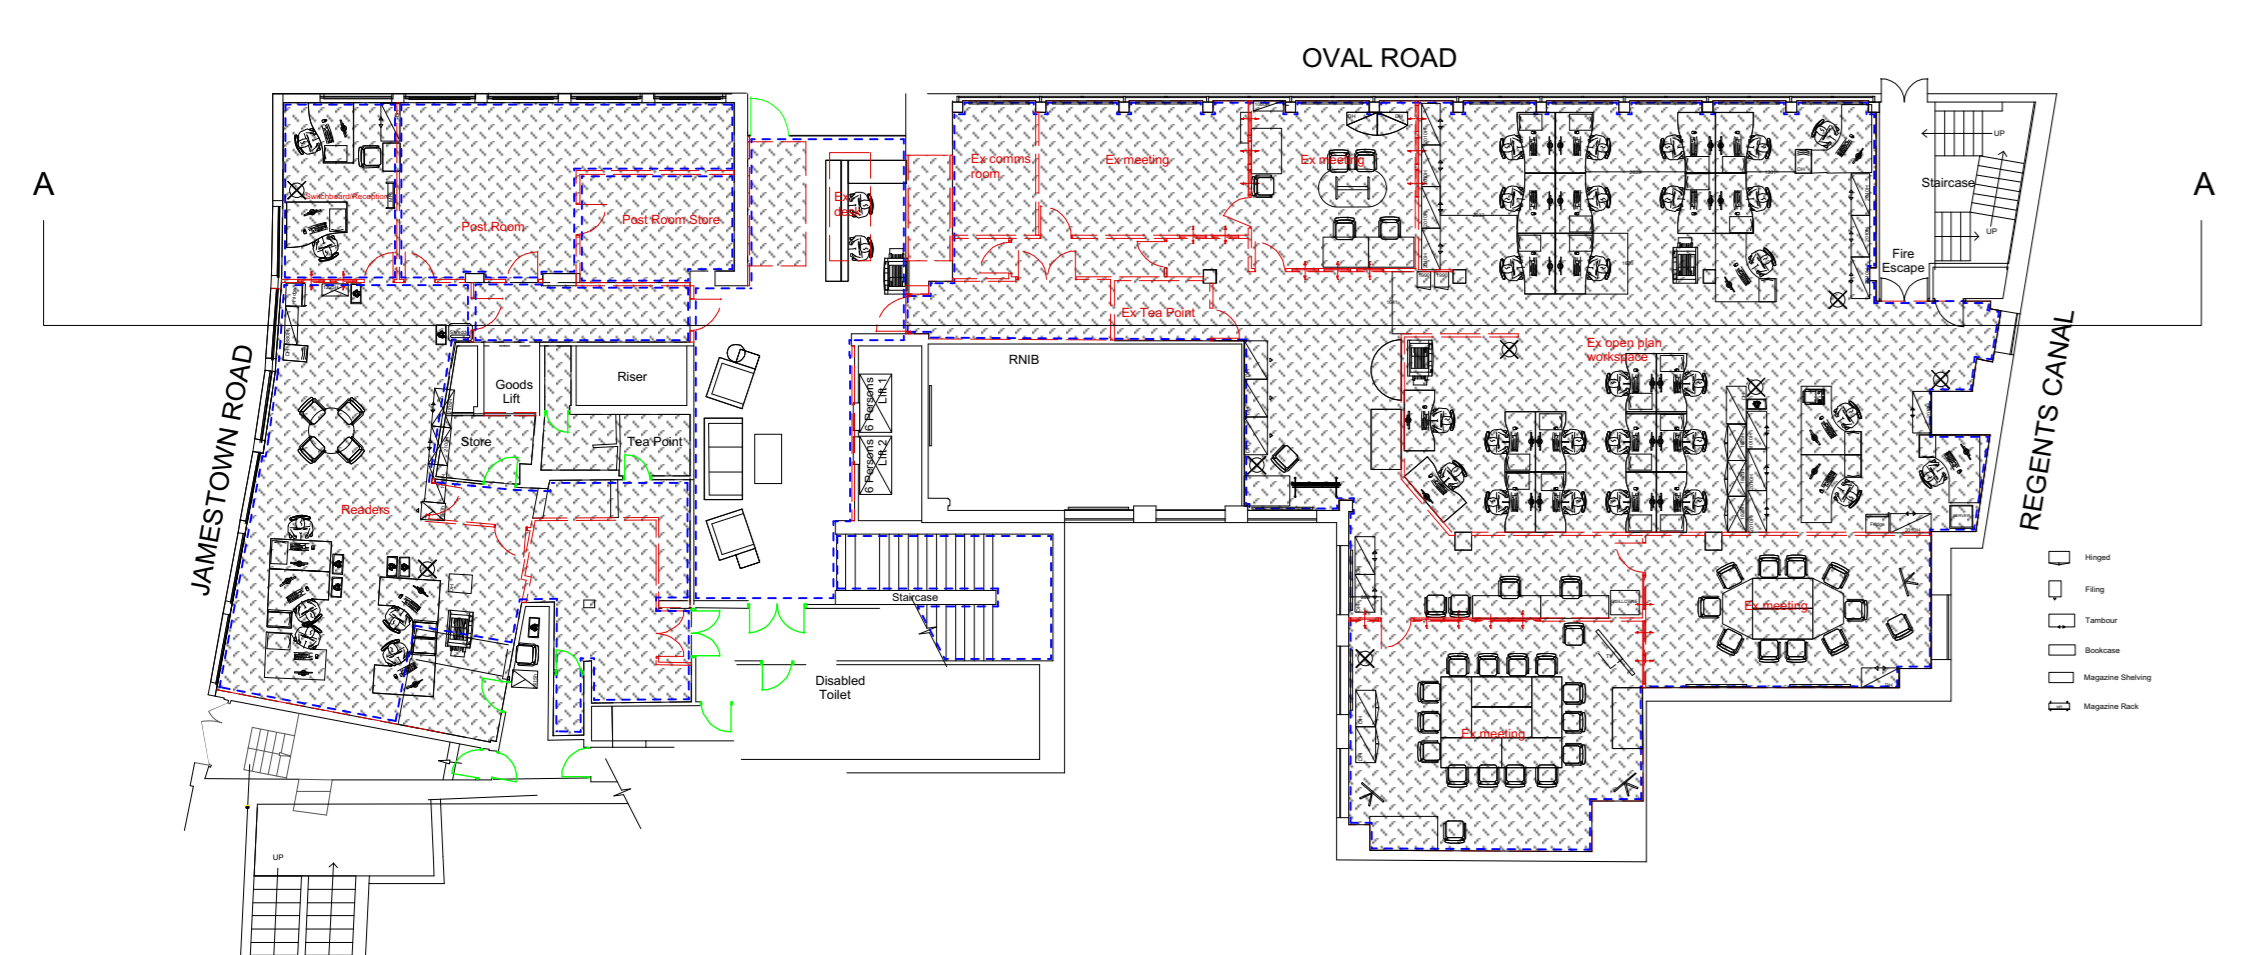 OVAL ROAD
A
A
JAMESTOWN ROAD
REGENTS CANAL
Switchboard/Reception
Post Room
Post Room Store
Ex
desk
Ex comms
room
Ex meeting
Ex meeting
UP
Staircase
UP
Fire
Escape
Ex Tea Point
Ex open plan
workspace
RNIB
Goods
Lift
Riser
Store
Tea Point
6 Persons
Lift 1
6 Persons
Lift 2
Readers
Staircase
Disabled
Toilet
Ex meeting
Ex meeting
UP
Hinged
Filing
Tambour
Bookcase
Magazine Shelving
Magazine Rack